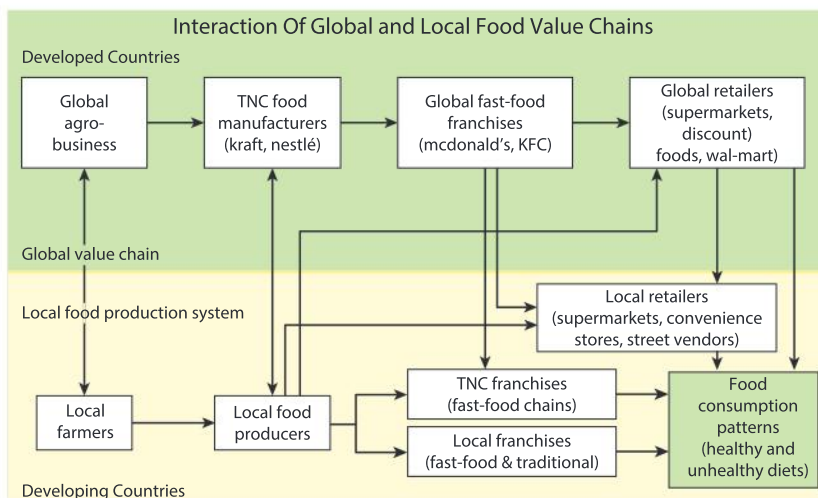 Interaction Of Global and Local Food Value Chains
Developed Countries
Global
agro-
business
TNC food
manufacturers
(kraft, nestlé)
Global fast-food
franchises
(mcdonald's, KFC)
Global retailers
(supermarkets,
discount)
foods, wal-mart)
Global value chain
Local food production system
Local retailers
(supermarkets, convenience
stores, street vendors)
Local
farmers
Local food
producers
TNC franchises
(fast-food chains)
Local franchises
(fast-food & traditional)
Food
consumption
patterns
(healthy and
unhealthy diets)
Developing Countries